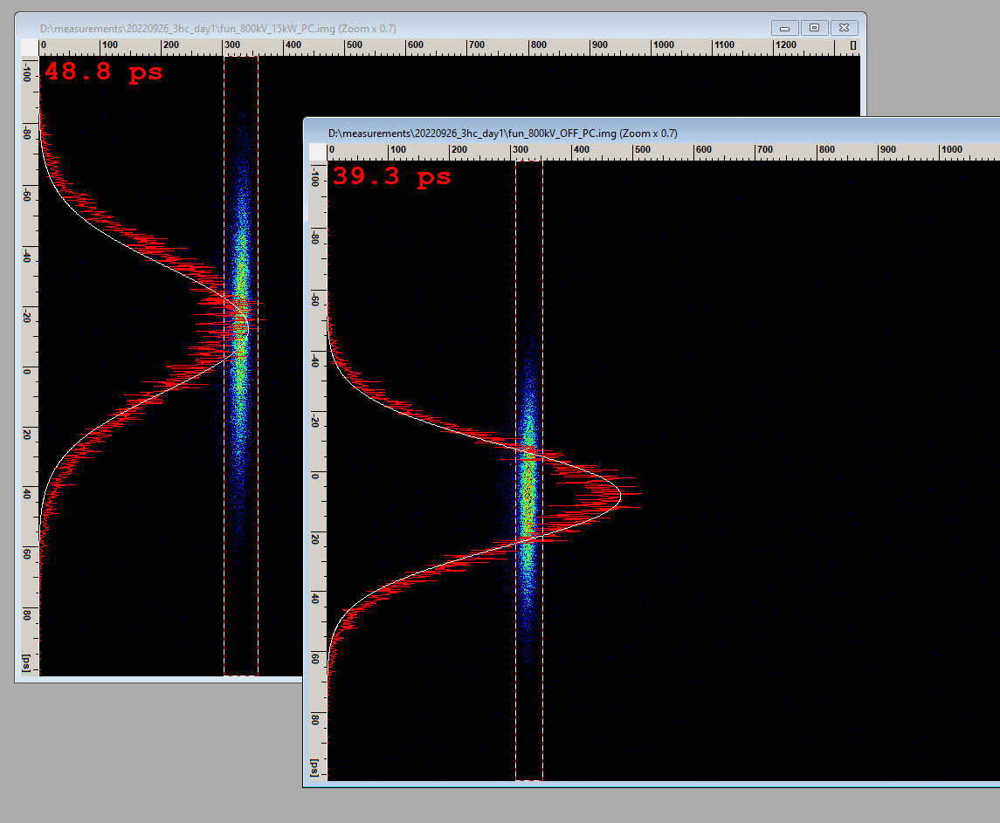 D:\measurements\20220926_3hc_day1\fun_800kV_15kW_PC.img (Zoom x 0.7)
0 100 200 300 400 500 600 700 800 900 1000 1100 1200 []
48.8 ps
-100 -80 -60 -40 -20 0 20 40 60 80 [ps]
D:\measurements\20220926_3hc_day1\fun_800kV_OFF_PC.img (Zoom x 0.7)
0 100 200 300 400 500 600 700 800 900 1000
39.3 ps
-100 -80 -60 -40 -20 0 20 40 60 80 [ps]